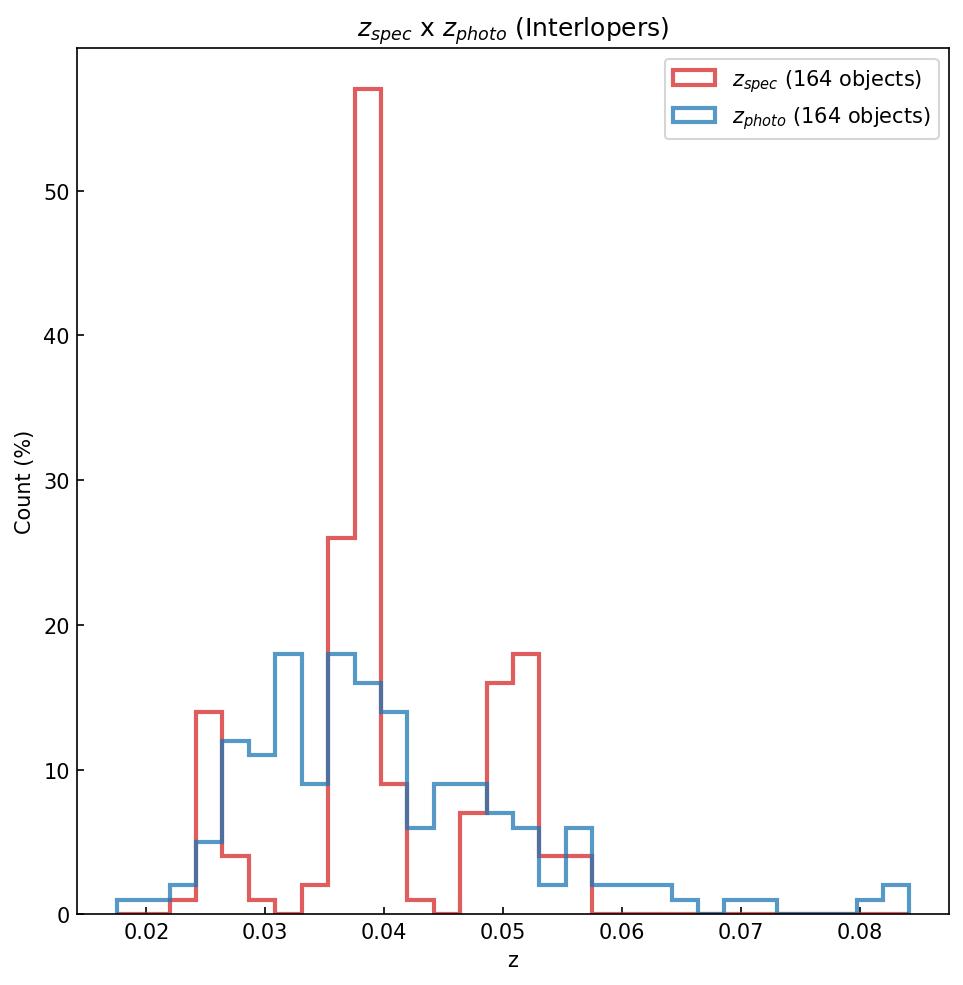 z_spec x z_photo (Interlopers)
z_spec (164 objects)
z_photo (164 objects)
Count (%)
50
40
30
20
10
0
0.02 0.03 0.04 0.05 0.06 0.07 0.08
z